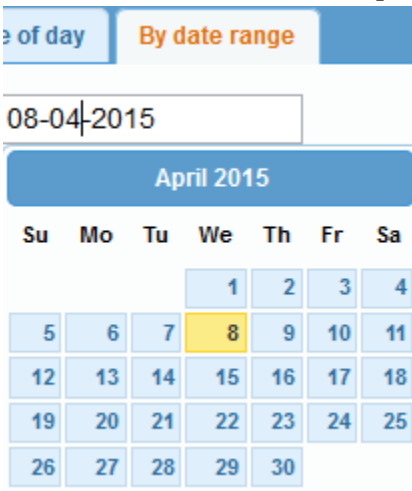 e of day By date range
08-04-2015
April 2015
Su Mo Tu We Th Fr Sa
1 2 3 4
5 6 7 8 9 10 11
12 13 14 15 16 17 18
19 20 21 22 23 24 25
26 27 28 29 30